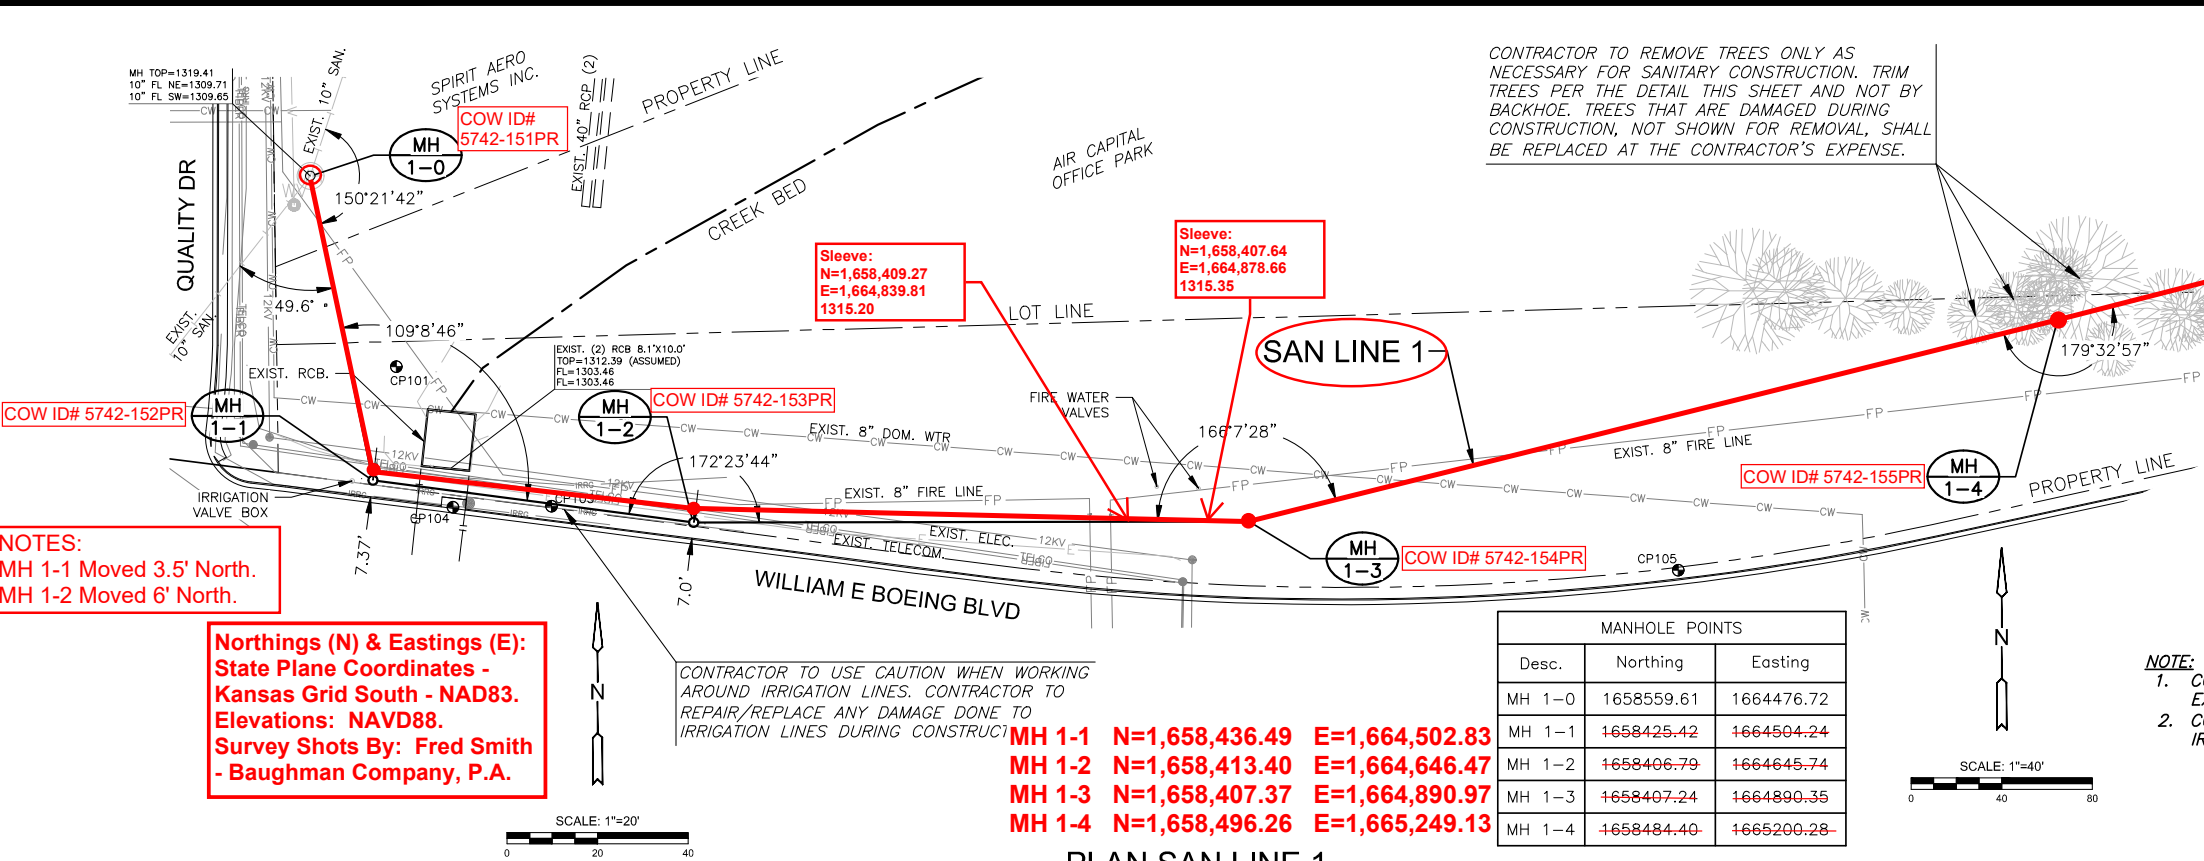 MH TOP=1319.41
10" FL NE=1309.71
10" FL SW=1309.65
EXIST. 10" SAN.
SPIRIT AERO
SYSTEMS INC.
COW ID#
5742-151PR
MH
1-0
EXIST. 40" RCP (2)
PROPERTY LINE
CREEK BED
AIR CAPITAL
OFFICE PARK
CONTRACTOR TO REMOVE TREES ONLY AS
NECESSARY FOR SANITARY CONSTRUCTION. TRIM
TREES PER THE DETAIL THIS SHEET AND NOT BY
BACKHOE. TREES THAT ARE DAMAGED DURING
CONSTRUCTION, NOT SHOWN FOR REMOVAL, SHALL
BE REPLACED AT THE CONTRACTOR'S EXPENSE.
QUALITY DR
150°21'42"
49.6°
109°8'46"
EXIST.
10" SAN.
EXIST. RCB.
CP101
EXIST. (2) RCB 8.1'X10.0'
TOP=1312.39 (ASSUMED)
FL=1303.46
FL=1303.46
Sleeve:
N=1,658,409.27
E=1,664,839.81
1315.20
Sleeve:
N=1,658,407.64
E=1,664,878.66
1315.35
LOT LINE
SAN LINE 1
179°32'57"
COW ID# 5742-152PR
MH
1-1
MH
1-2
COW ID# 5742-153PR
EXIST. 8" DOM. WTR
FIRE WATER
VALVES
166°7'28"
172°23'44"
EXIST. 8" FIRE LINE
EXIST. 8" FIRE LINE
COW ID# 5742-155PR
MH
1-4
PROPERTY LINE
IRRIGATION
VALVE BOX
CP104
CP103
12KV
TELCO
EXIST. ELEC.
12KV
EXIST. TELECOM.
MH
1-3
COW ID# 5742-154PR
CP105
7.37'
7.0'
WILLIAM E BOEING BLVD
NOTES:
MH 1-1 Moved 3.5' North.
MH 1-2 Moved 6' North.
Northings (N) & Eastings (E):
State Plane Coordinates -
Kansas Grid South - NAD83.
Elevations: NAVD88.
Survey Shots By: Fred Smith
- Baughman Company, P.A.
N
SCALE: 1"=20'
0 20 40
CONTRACTOR TO USE CAUTION WHEN WORKING
AROUND IRRIGATION LINES. CONTRACTOR TO
REPAIR/REPLACE ANY DAMAGE DONE TO
IRRIGATION LINES DURING CONSTRUCT
MH 1-1 N=1,658,436.49 E=1,664,502.83
MH 1-2 N=1,658,413.40 E=1,664,646.47
MH 1-3 N=1,658,407.37 E=1,664,890.97
MH 1-4 N=1,658,496.26 E=1,665,249.13
MANHOLE POINTS
Desc. Northing Easting
MH 1-0 1658559.61 1664476.72
MH 1-1 1658425.42 1664504.24
MH 1-2 1658406.79 1664645.74
MH 1-3 1658407.24 1664890.35
MH 1-4 1658484.40 1665200.28
N
SCALE: 1"=40'
0 40 80
NOTE:
1.
2.
PLAN SAN LINE 1